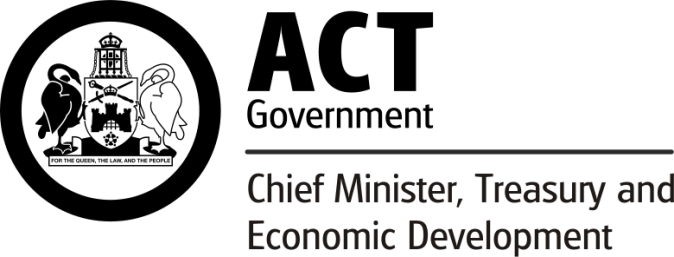 ACT
Government
FOR THE QUEEN, THE LAW, AND THE PEOPLE
Chief Minister, Treasury and
Economic Development